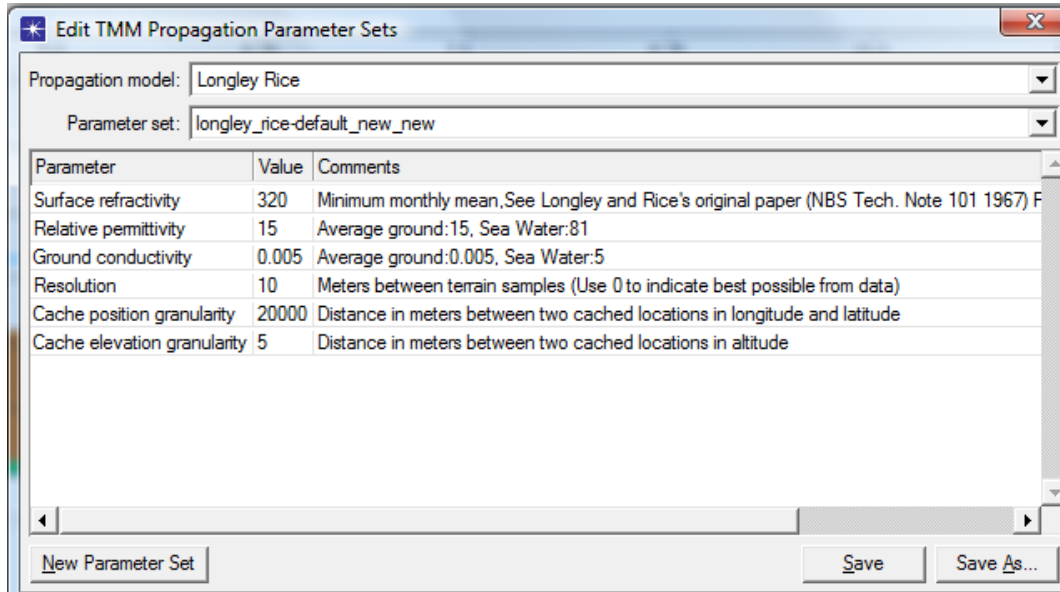 Edit TMM Propagation Parameter Sets
Propagation model: Longley Rice
Parameter set: longley_rice-default_new_new
Parameter Value Comments
Surface refractivity 320 Minimum monthly mean,See Longley and Rice's original paper (NBS Tech. Note 101 1967) F
Relative permittivity 15 Average ground:15, Sea Water:81
Ground conductivity 0.005 Average ground:0.005, Sea Water:5
Resolution 10 Meters between terrain samples (Use 0 to indicate best possible from data)
Cache position granularity 20000 Distance in meters between two cached locations in longitude and latitude
Cache elevation granularity 5 Distance in meters between two cached locations in altitude
New Parameter Set Save Save As...